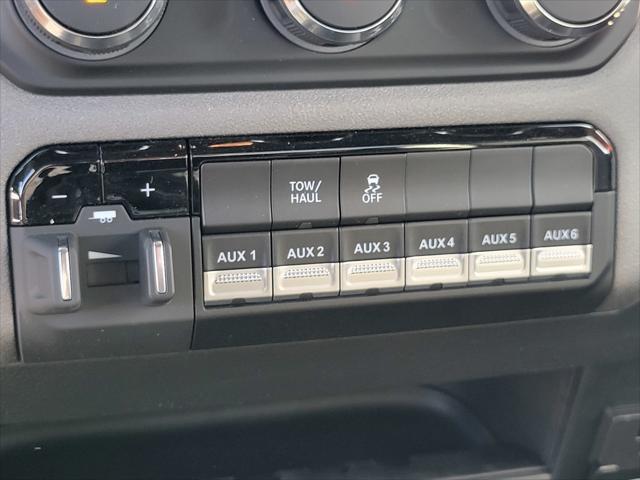 − +
TOW/
HAUL
OFF
AUX 1 AUX 2 AUX 3 AUX 4 AUX 5 AUX 6